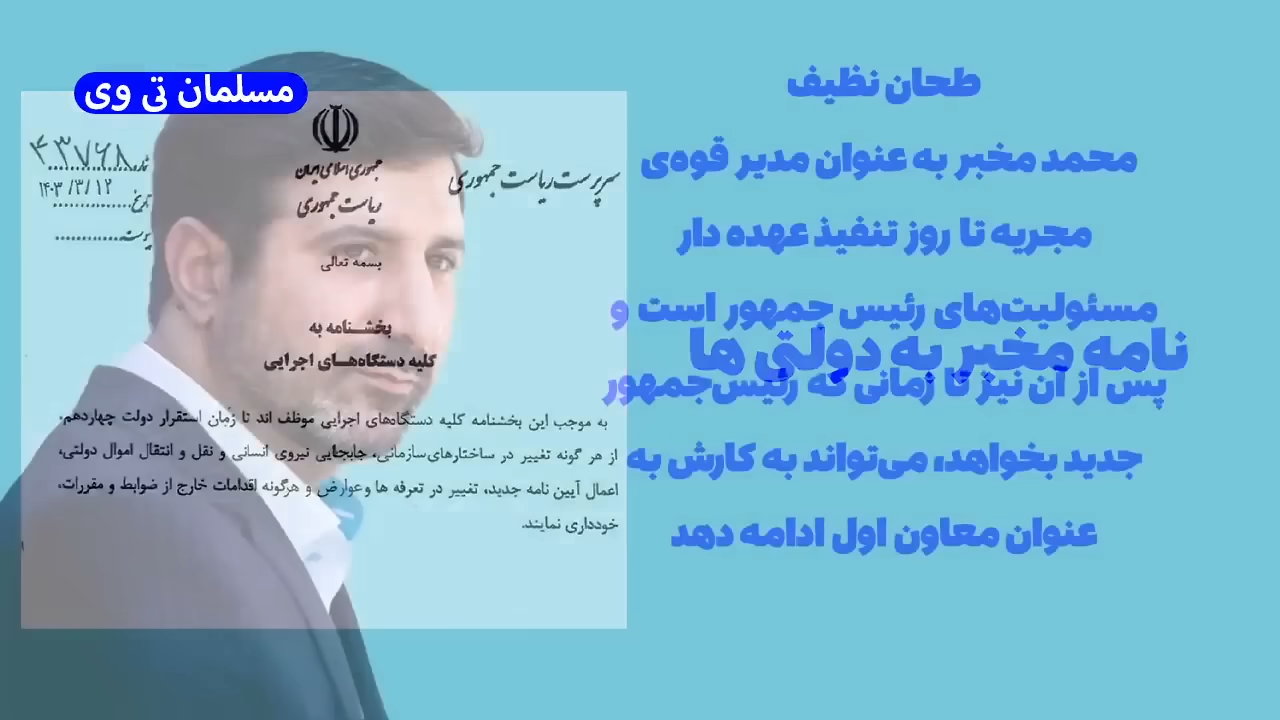 مسلمان تی وی
جمهوری اسلامی ایران
ریاست جمهوری
سرپرست ریاست جمهوری
شماره ۴۳۷۶۸
تاریخ ۱۴۰۳/۳/۱۲
پیوست
بسمه تعالی
بخشنامه به
کلیه دستگاه‌های اجرایی
به موجب این بخشنامه کلیه دستگاه‌های اجرایی موظف اند تا زمان استقرار دولت چهاردهم،
از هر گونه تغییر در ساختارهای‌سازمانی، جابجایی نیروی انسانی و نقل و انتقال اموال دولتی،
اعمال آیین نامه جدید، تغییر در تعرفه ها وعوارض و هرگونه اقدامات خارج از ضوابط و مقررات،
خودداری نمایند.
طحان نظیف
محمد مخبر به عنوان مدیر قوه‌ی
مجریه تا روز تنفیذ عهده دار
مسئولیت‌های رئیس جمهور است و
نامه مخبر به دولتی ها
پس از آن نیز تا زمانی که رئیس‌جمهور
جدید بخواهد، می‌تواند به کارش به
عنوان معاون اول ادامه دهد